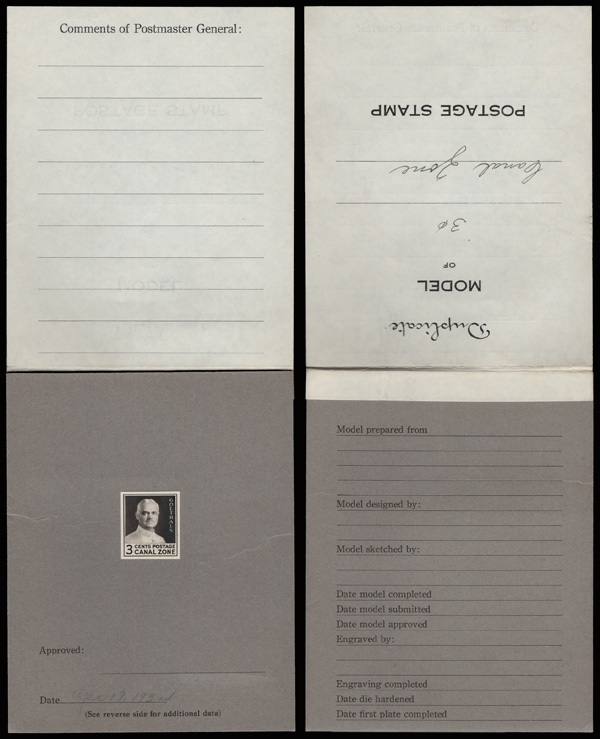 Comments of Postmaster General:
Duplicate
MODEL
OF
3¢
Canal Zone
POSTAGE STAMP
GOETHALS
3 CENTS POSTAGE
CANAL ZONE
Approved:
Date
(See reverse side for additional data)
Model prepared from
Model designed by:
Model sketched by:
Date model completed
Date model submitted
Date model approved
Engraved by:
Engraving completed
Date die hardened
Date first plate completed